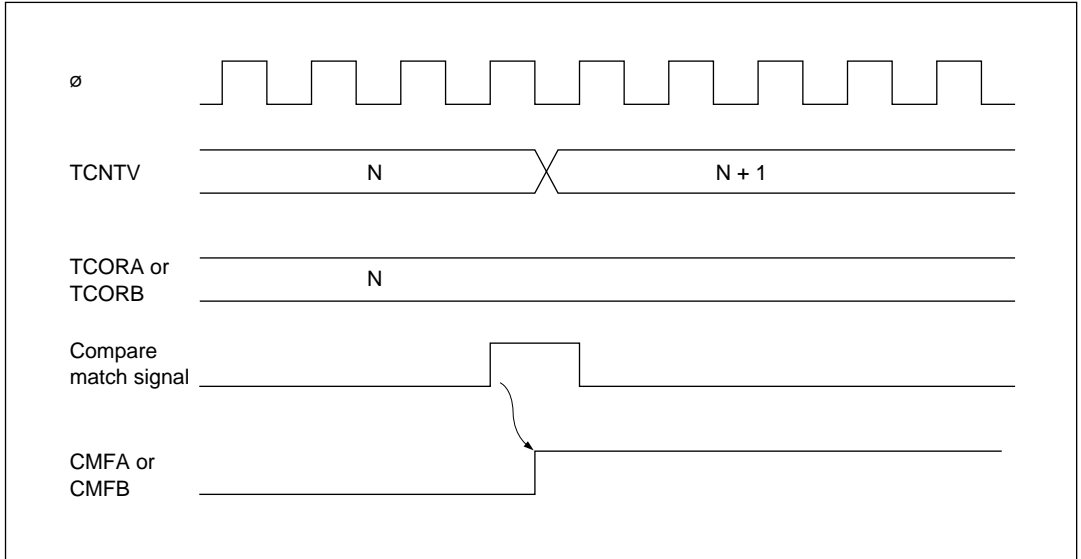 ø
TCNTV
N
N + 1
TCORA or
TCORB
N
Compare
match signal
CMFA or
CMFB